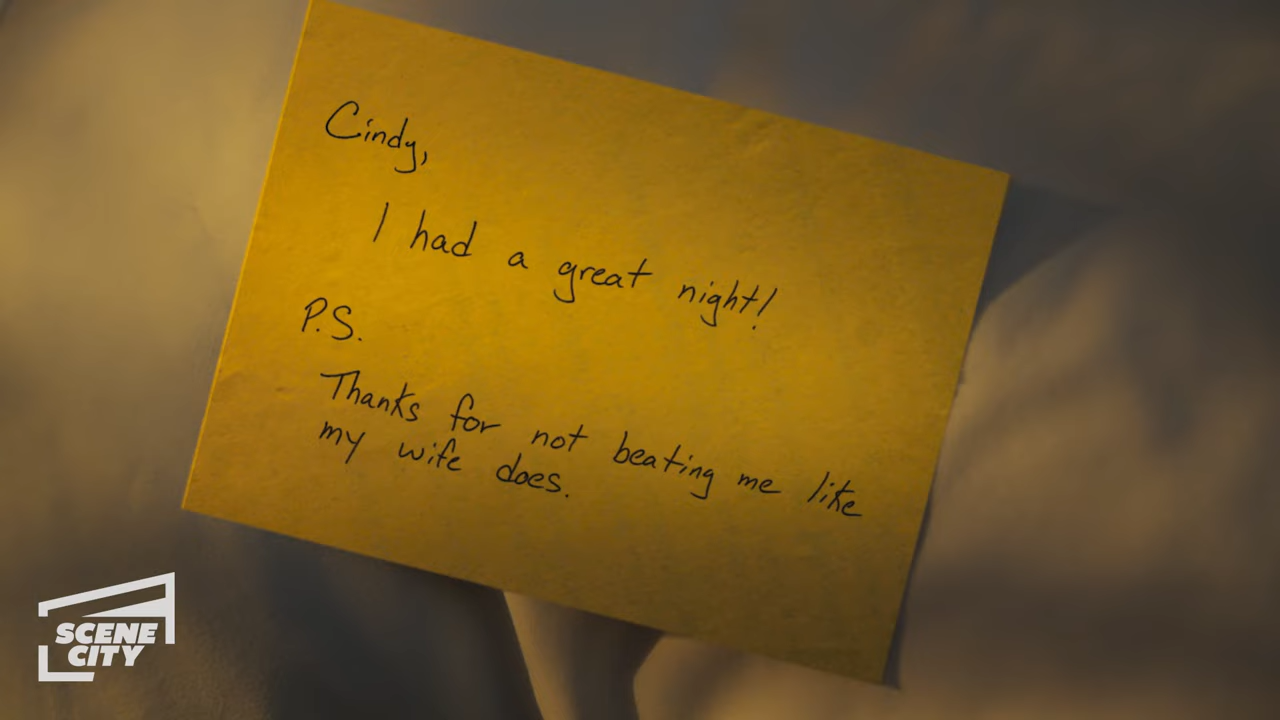 Cindy,
I had a great night!
P.S.
Thanks for not beating me like
my wife does.
SCENE
CITY